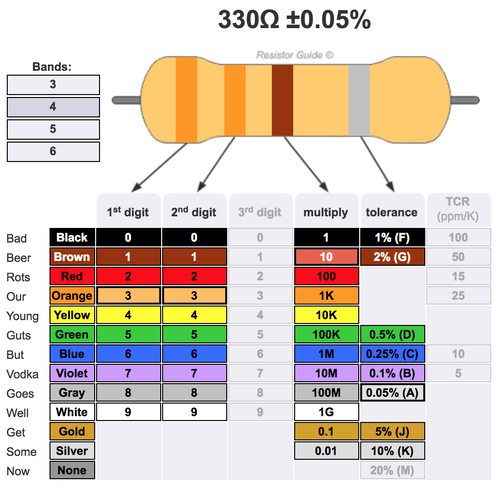 330Ω ±0.05%
Resistor Guide ©
Bands:
3
4
5
6
1st digit 2nd digit 3rd digit multiply tolerance TCR (ppm/K)
Bad Black 0 0 0 1 1% (F) 100
Beer Brown 1 1 1 10 2% (G) 50
Rots Red 2 2 2 100 15
Our Orange 3 3 3 1K 25
Young Yellow 4 4 4 10K
Guts Green 5 5 5 100K 0.5% (D)
But Blue 6 6 6 1M 0.25% (C) 10
Vodka Violet 7 7 7 10M 0.1% (B) 5
Goes Gray 8 8 8 100M 0.05% (A)
Well White 9 9 9 1G
Get Gold 0.1 5% (J)
Some Silver 0.01 10% (K)
Now None 20% (M)